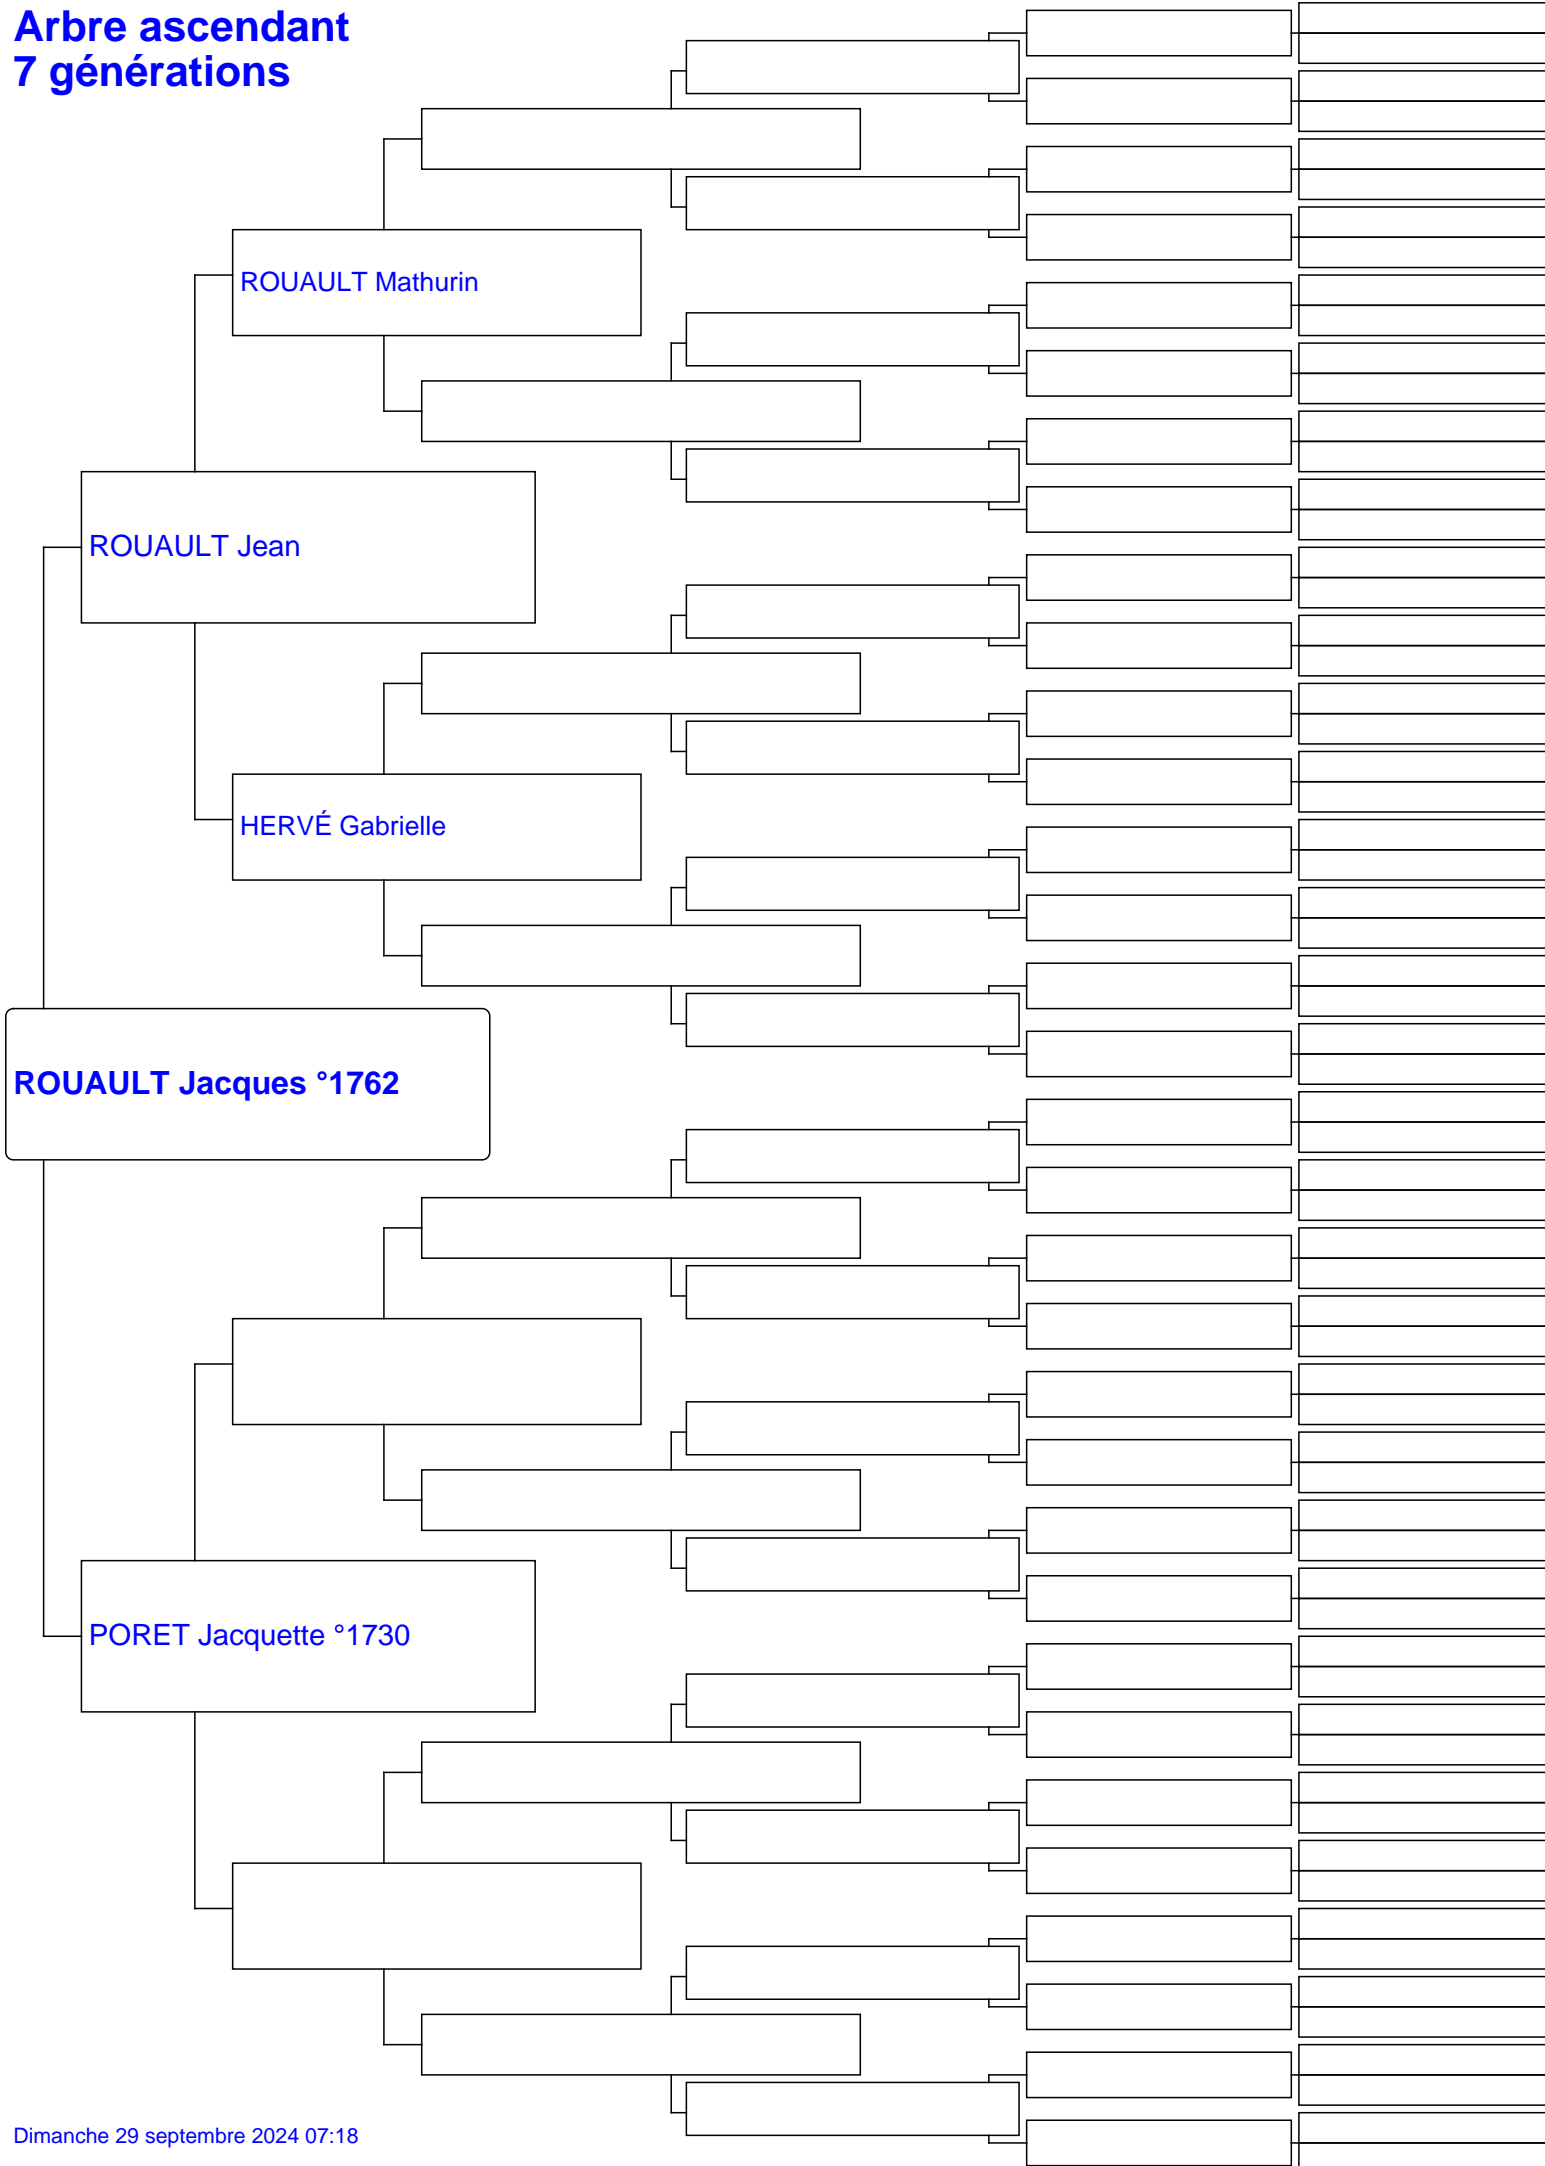 Arbre ascendant
7 générations
ROUAULT Mathurin
ROUAULT Jean
HERVÉ Gabrielle
ROUAULT Jacques °1762
PORET Jacquette °1730
Dimanche 29 septembre 2024 07:18